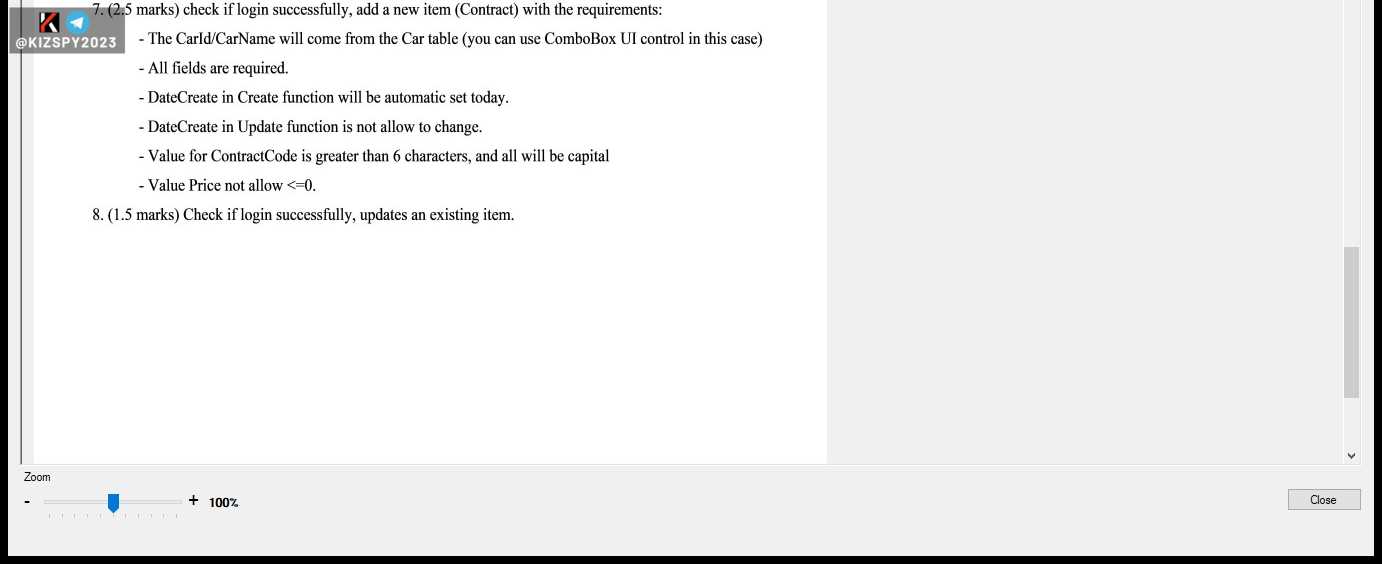 7. (2.5 marks) check if login successfully, add a new item (Contract) with the requirements:
@KIZSPY2023
- The CarId/CarName will come from the Car table (you can use ComboBox UI control in this case)
- All fields are required.
- DateCreate in Create function will be automatic set today.
- DateCreate in Update function is not allow to change.
- Value for ContractCode is greater than 6 characters, and all will be capital
- Value Price not allow <=0.
8. (1.5 marks) Check if login successfully, updates an existing item.
Zoom
- + 100%
Close